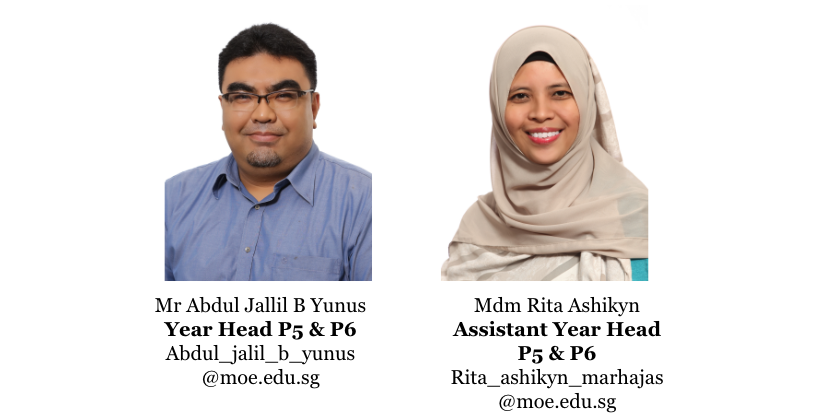 Mr Abdul Jallil B Yunus
Year Head P5 & P6
Abdul_jalil_b_yunus
@moe.edu.sg
Mdm Rita Ashikyn
Assistant Year Head
P5 & P6
Rita_ashikyn_marhajas
@moe.edu.sg